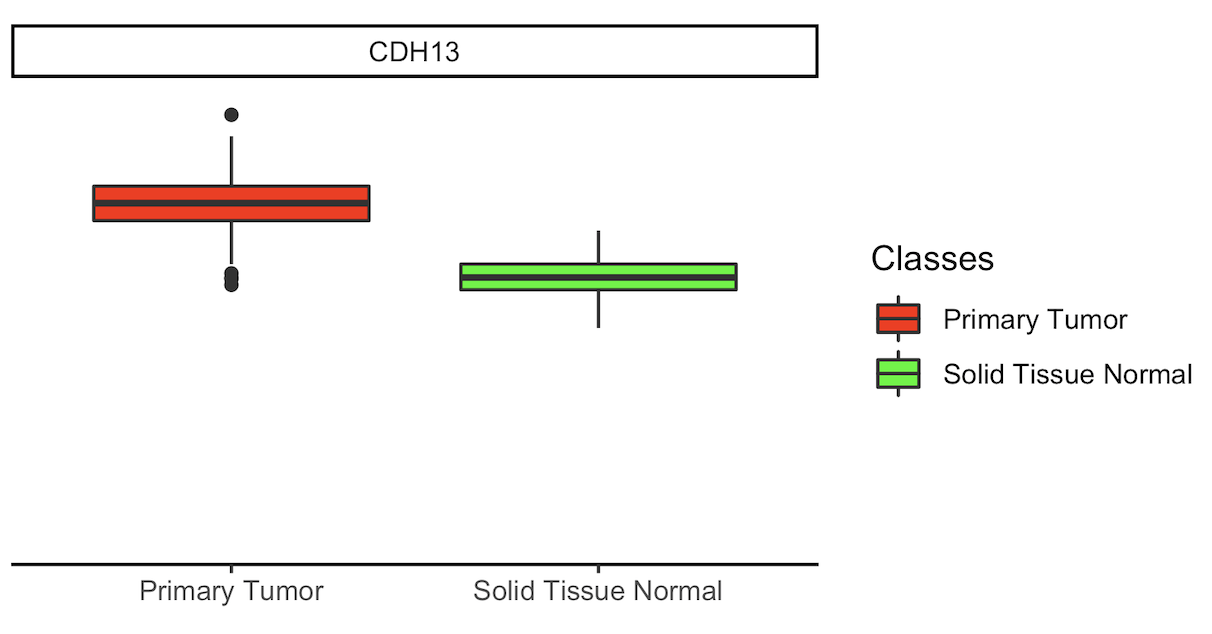 CDH13
Classes
Primary Tumor
Solid Tissue Normal
Primary Tumor
Solid Tissue Normal